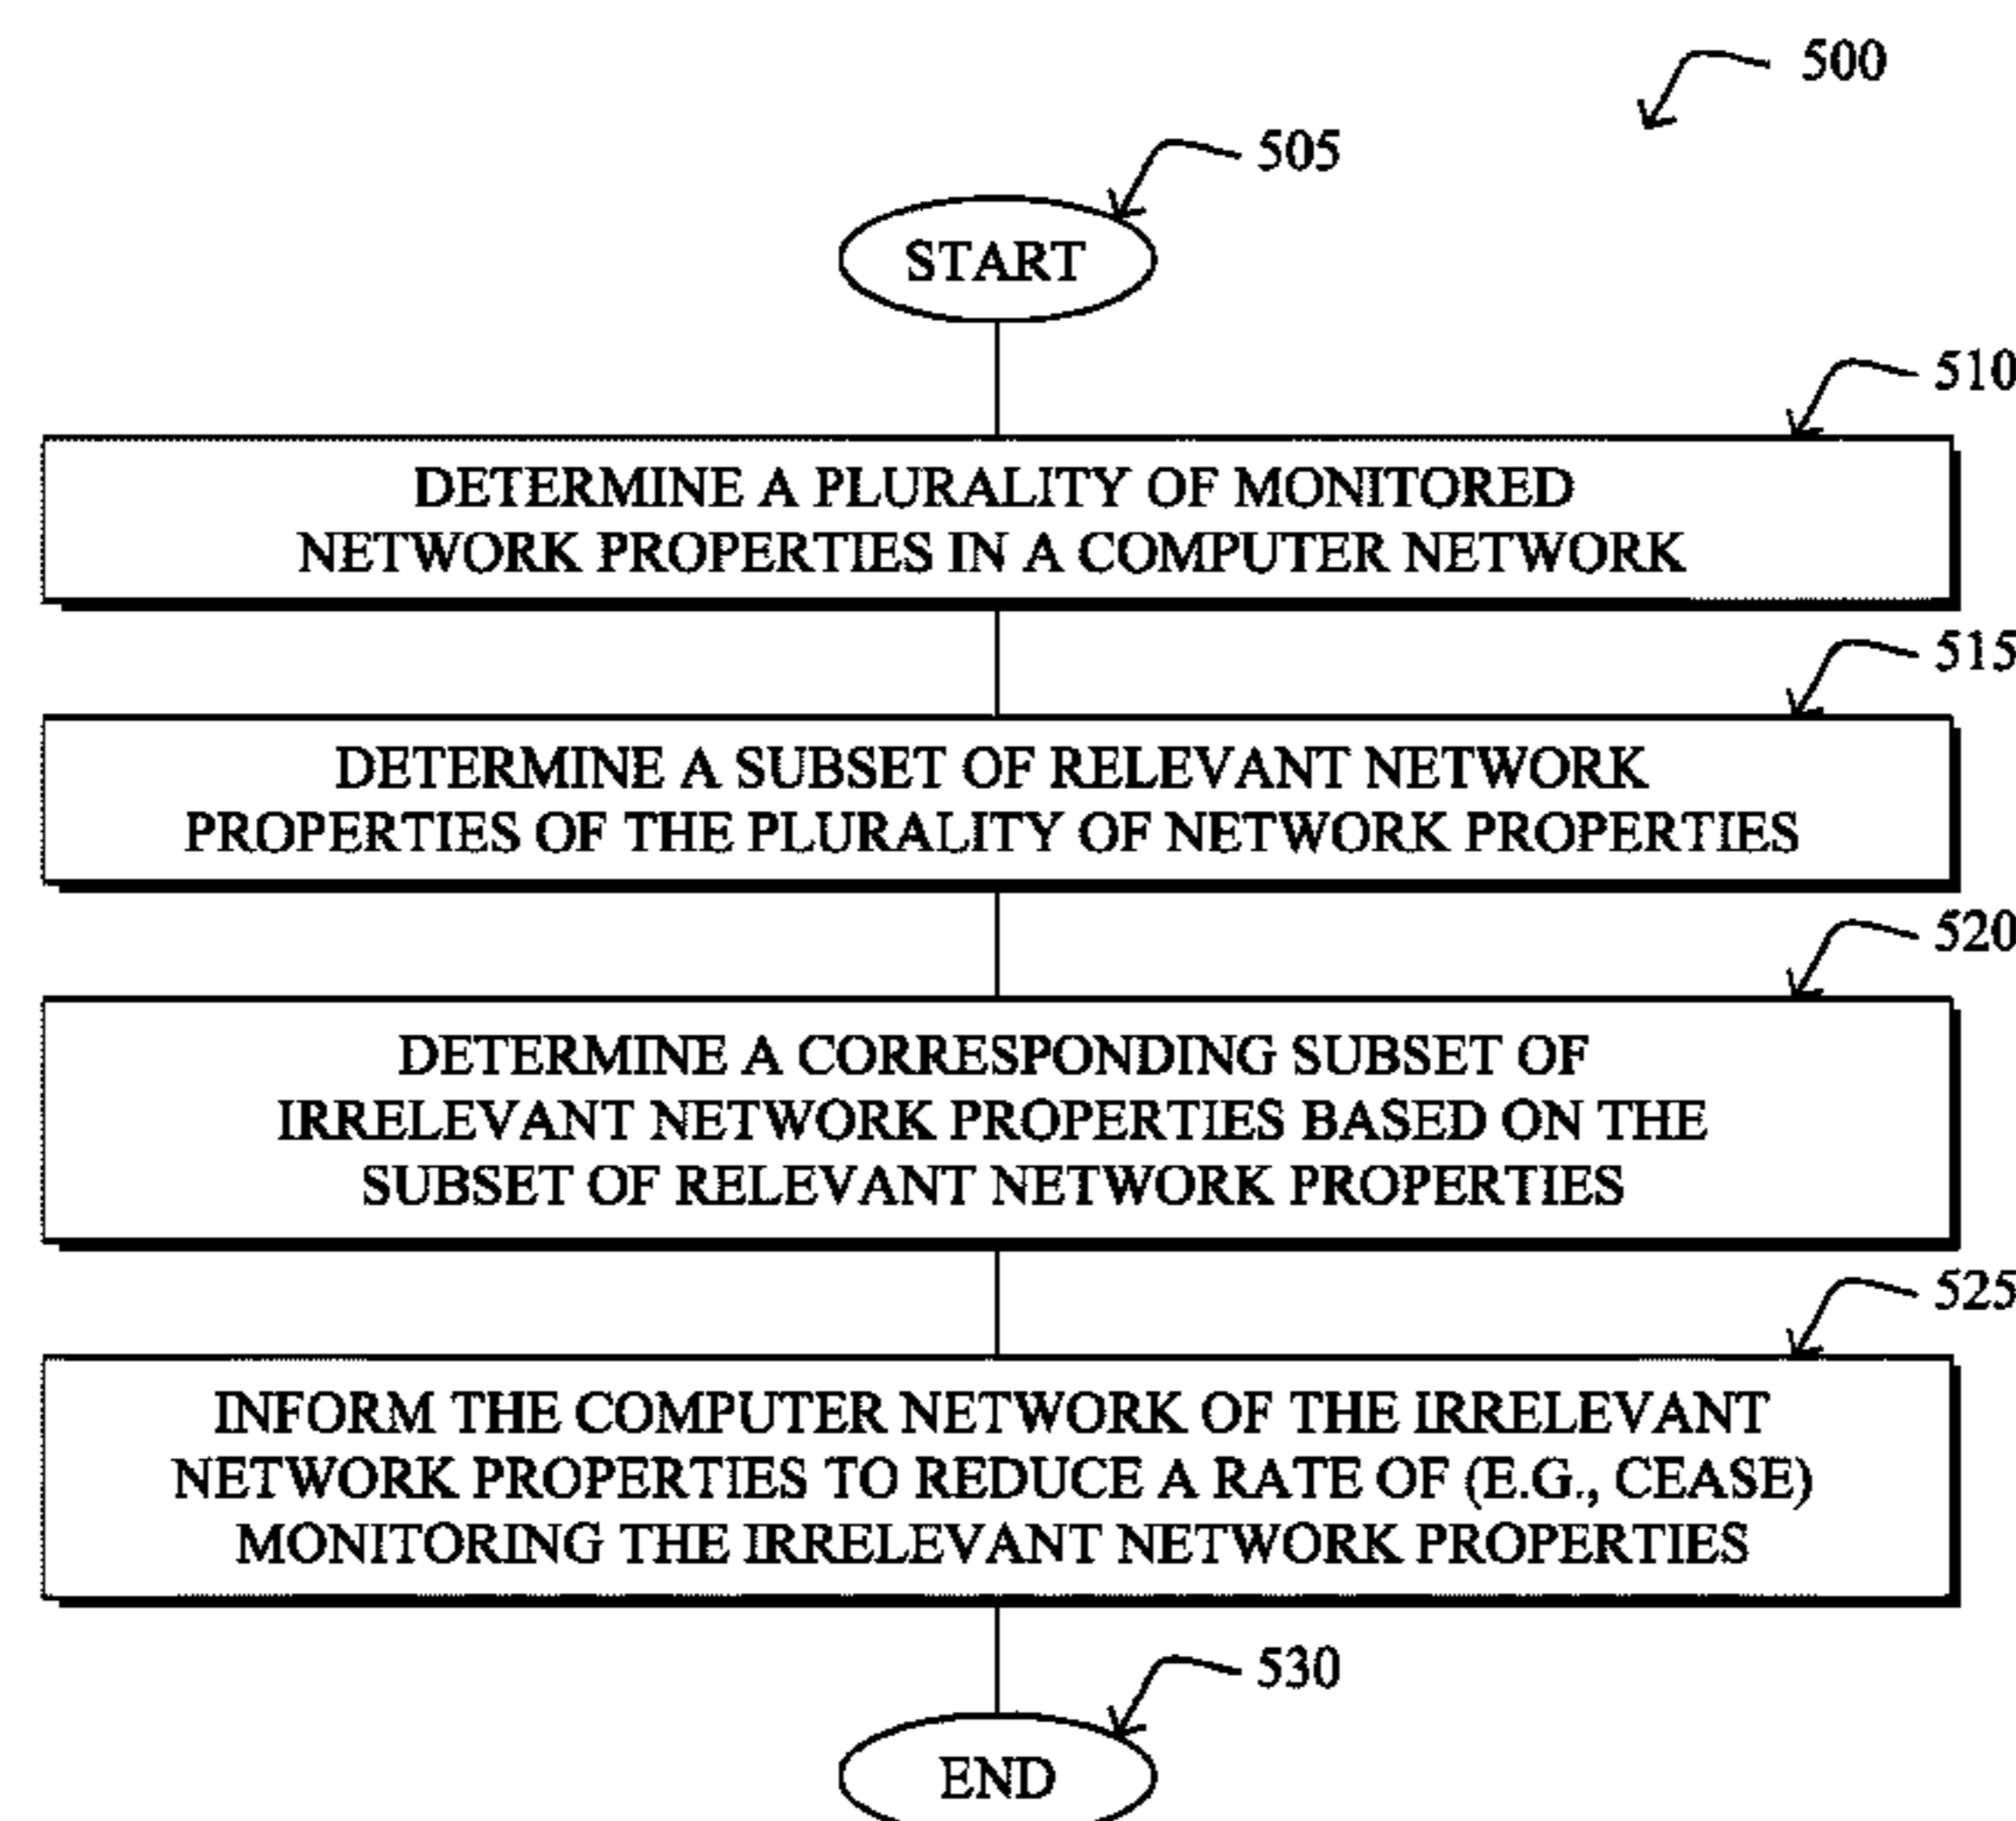 500
505
START
510
DETERMINE A PLURALITY OF MONITORED
NETWORK PROPERTIES IN A COMPUTER NETWORK
515
DETERMINE A SUBSET OF RELEVANT NETWORK
PROPERTIES OF THE PLURALITY OF NETWORK PROPERTIES
520
DETERMINE A CORRESPONDING SUBSET OF
IRRELEVANT NETWORK PROPERTIES BASED ON THE
SUBSET OF RELEVANT NETWORK PROPERTIES
525
INFORM THE COMPUTER NETWORK OF THE IRRELEVANT
NETWORK PROPERTIES TO REDUCE A RATE OF (E.G., CEASE)
MONITORING THE IRRELEVANT NETWORK PROPERTIES
530
END